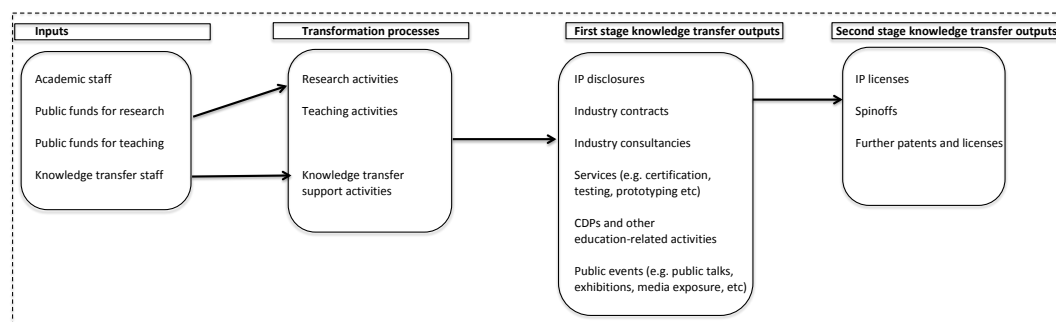 Inputs
Academic staff
Public funds for research
Public funds for teaching
Knowledge transfer staff
Transformation processes
Research activities
Teaching activities
Knowledge transfer
support activities
First stage knowledge transfer outputs
IP disclosures
Industry contracts
Industry consultancies
Services (e.g. certification,
testing, prototyping etc)
CDPs and other
education-related activities
Public events (e.g. public talks,
exhibitions, media exposure, etc)
Second stage knowledge transfer outputs
IP licenses
Spinoffs
Further patents and licenses